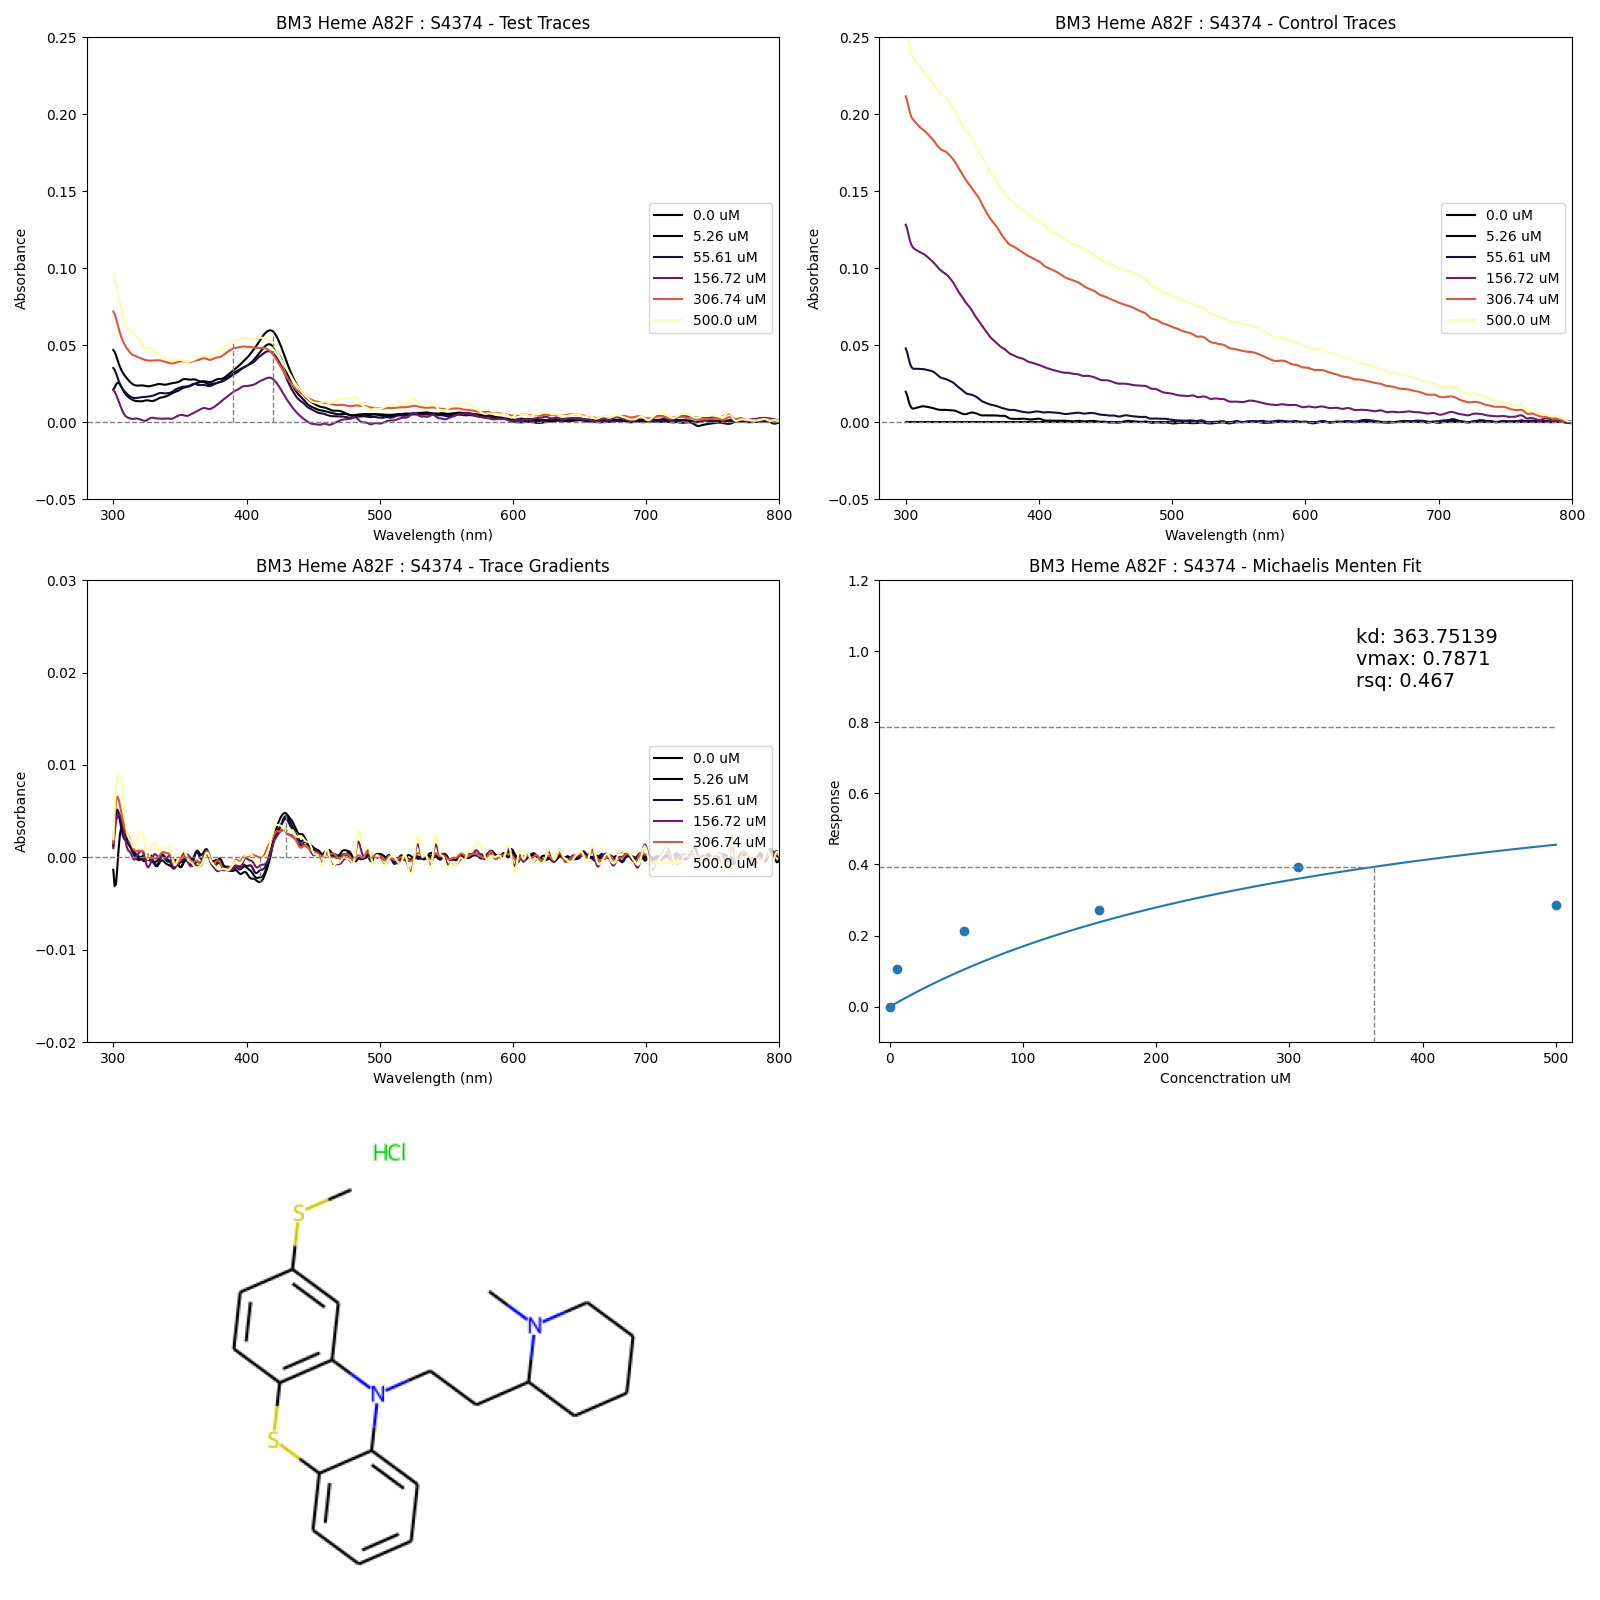 BM3 Heme A82F : S4374 - Test Traces
0.25
0.20
0.15
0.10
0.05
0.00
−0.05
Absorbance
300
400
500
600
700
800
Wavelength (nm)
0.0 uM
5.26 uM
55.61 uM
156.72 uM
306.74 uM
500.0 uM
BM3 Heme A82F : S4374 - Control Traces
0.25
0.20
0.15
0.10
0.05
0.00
−0.05
Absorbance
300
400
500
600
700
800
Wavelength (nm)
0.0 uM
5.26 uM
55.61 uM
156.72 uM
306.74 uM
500.0 uM
BM3 Heme A82F : S4374 - Trace Gradients
0.03
0.02
0.01
0.00
−0.01
−0.02
Absorbance
300
400
500
600
700
800
Wavelength (nm)
0.0 uM
5.26 uM
55.61 uM
156.72 uM
306.74 uM
500.0 uM
BM3 Heme A82F : S4374 - Michaelis Menten Fit
1.2
1.0
0.8
0.6
0.4
0.2
0.0
Response
kd: 363.75139
vmax: 0.7871
rsq: 0.467
0
100
200
300
400
500
Concenctration uM
HCl
S
N
N
S